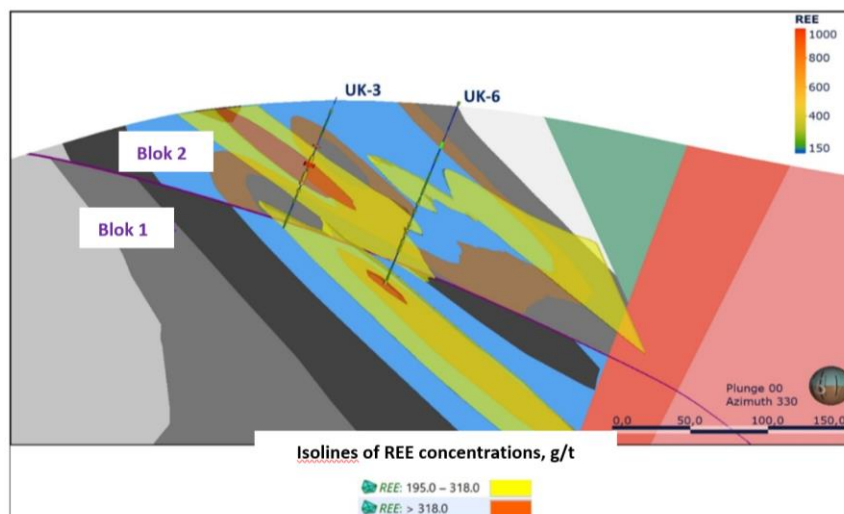 REE
1000
800
600
400
150
UK-3
UK-6
Blok 2
Blok 1
Plunge 00
Azimuth 330
0,0 50,0 100,0 150,
Isolines of REE concentrations, g/t
REE: 195.0 – 318.0
REE: > 318.0